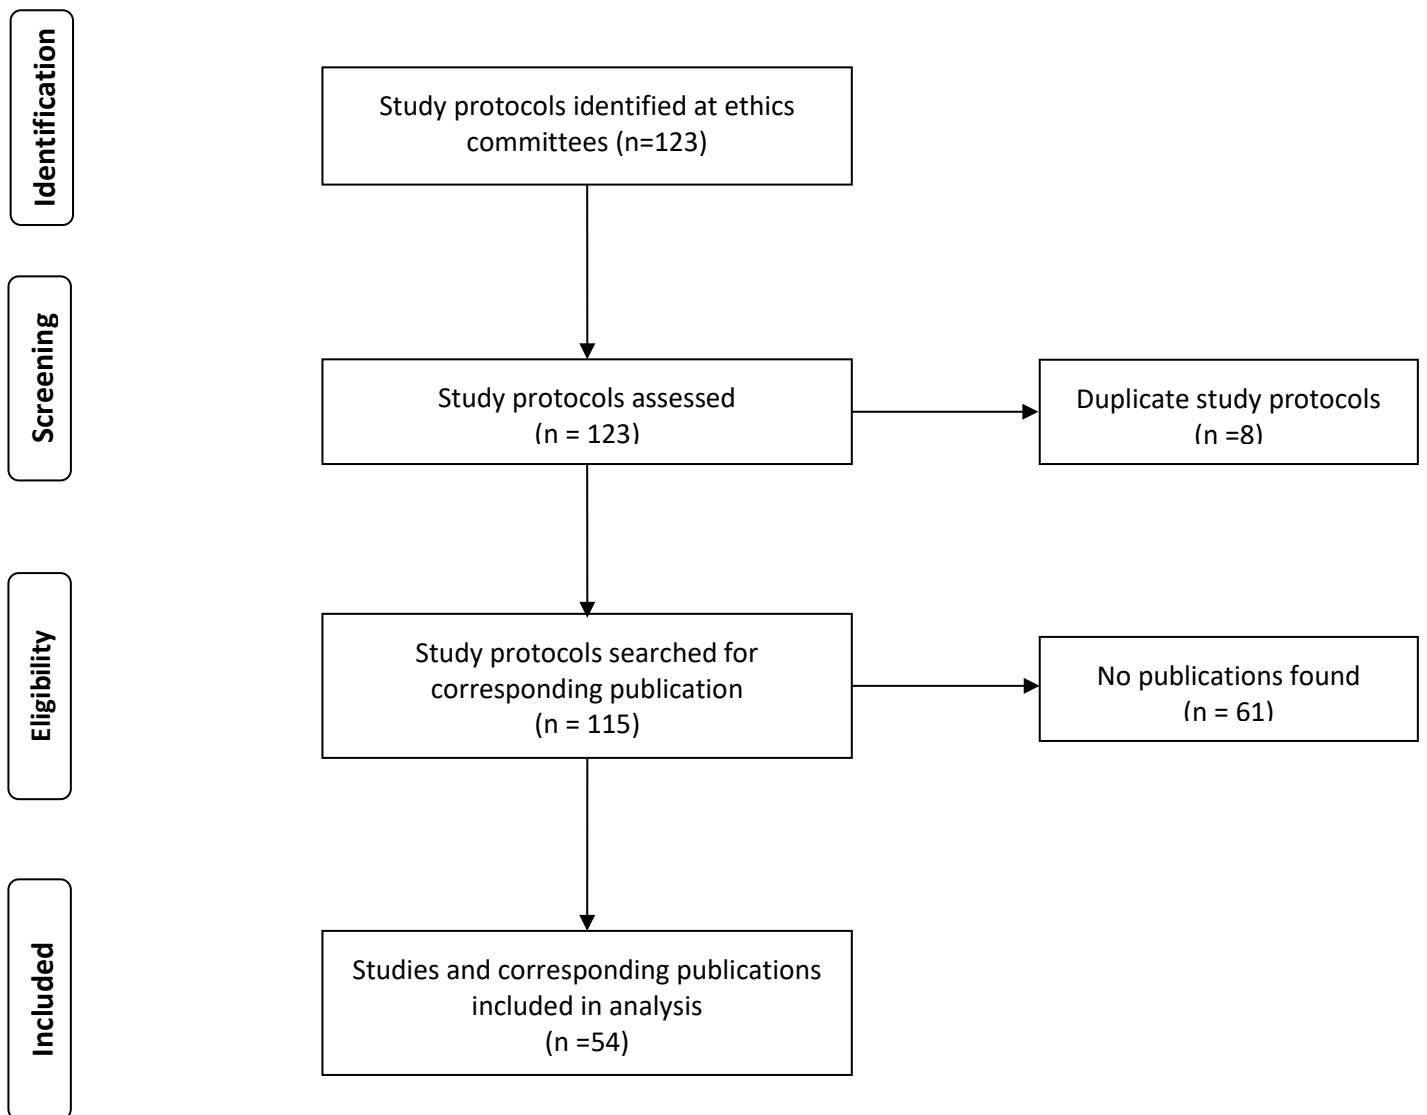 Identification
Study protocols identified at ethics
committees (n=123)
Screening
Study protocols assessed
(n = 123)
Duplicate study protocols
(n =8)
Eligibility
Study protocols searched for
corresponding publication
(n = 115)
No publications found
(n = 61)
Included
Studies and corresponding publications
included in analysis
(n =54)